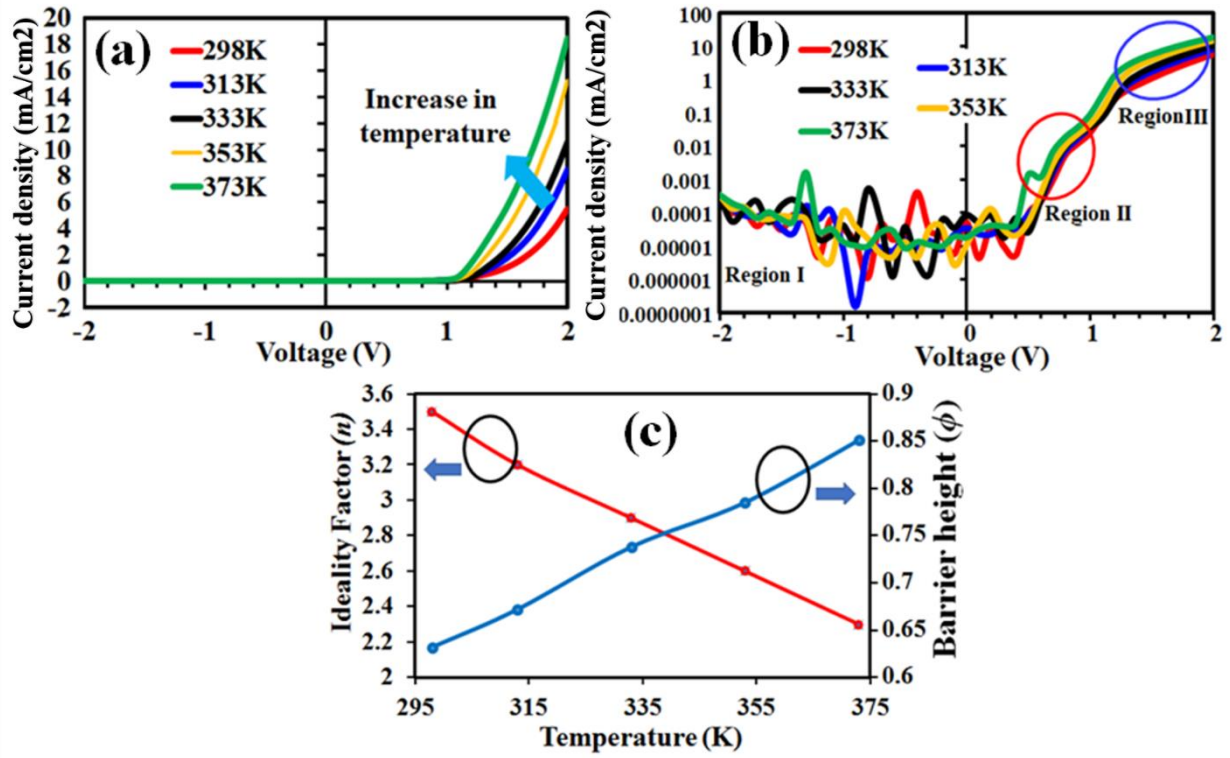 (a)
Current density (mA/cm2)
20
18
16
14
12
10
8
6
4
2
0
-2
298K
313K
333K
353K
373K
Increase in
temperature
-2
-1
0
1
2
Voltage (V)
(b)
Current density (mA/cm2)
100
10
1
0.1
0.01
0.001
0.0001
0.00001
0.000001
0.0000001
298K
313K
333K
353K
373K
Region I
Region II
RegionIII
-2
-1
0
1
2
Voltage (V)
(c)
Ideality Factor (n)
3.6
3.4
3.2
3
2.8
2.6
2.4
2.2
2
0.9
0.85
0.8
0.75
0.7
0.65
0.6
Barrier height (ϕ)
295
315
335
355
375
Temperature (K)